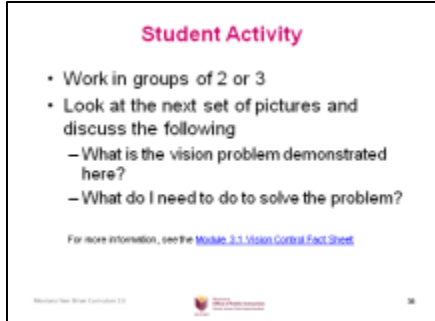 Student Activity
• Work in groups of 2 or 3
• Look at the next set of pictures and
discuss the following
– What is the vision problem demonstrated
here?
– What do I need to do to solve the problem?
For more information, see the Module 3.1 Vision Control Fact Sheet